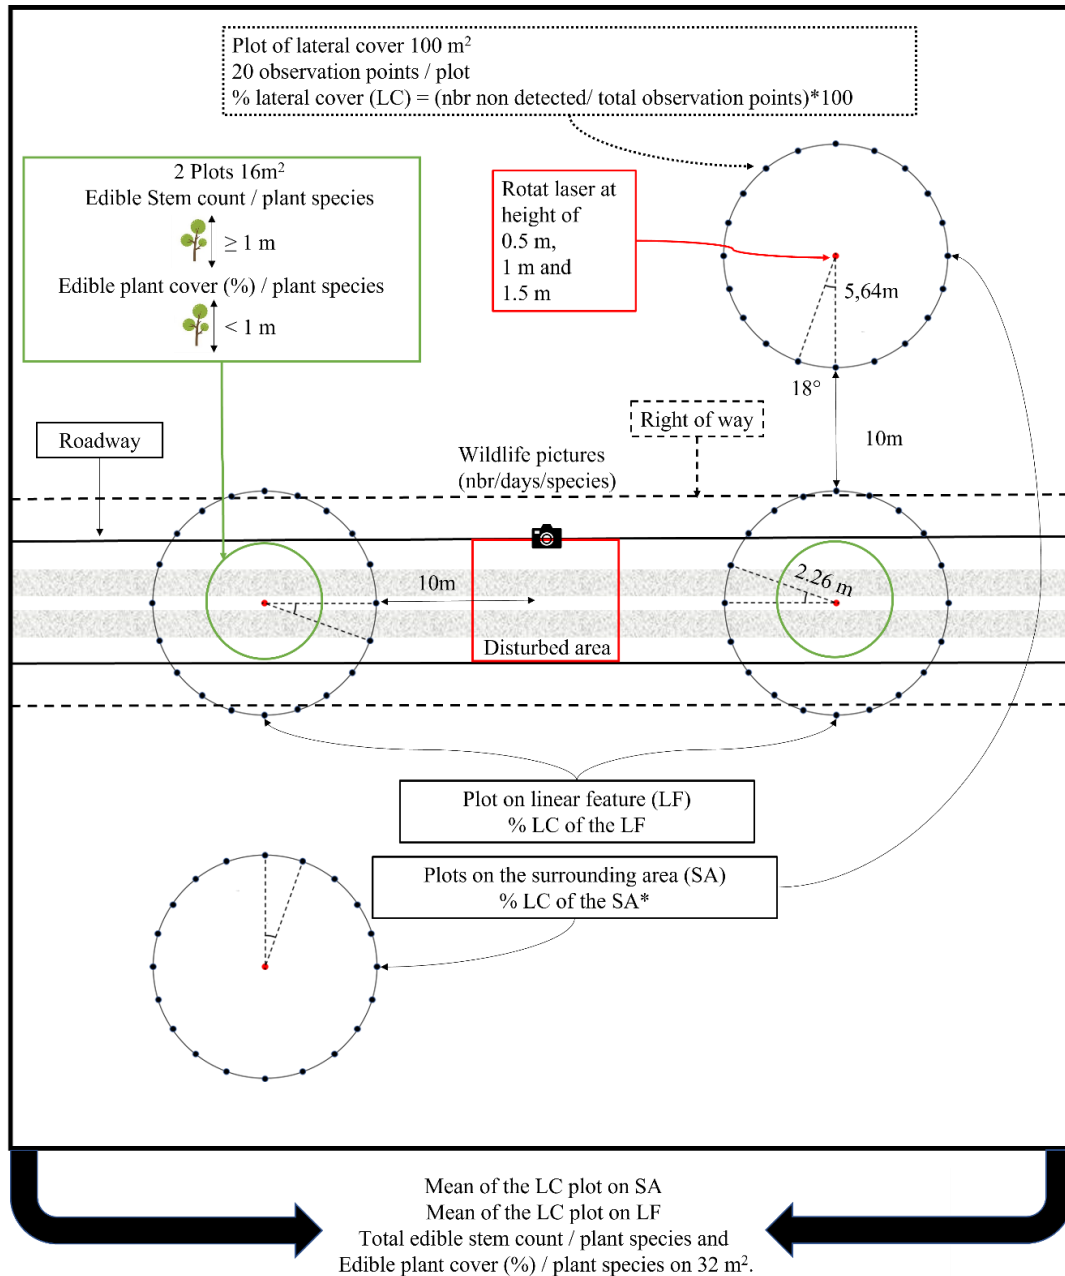 Plot of lateral cover 100 m²
20 observation points / plot
% lateral cover (LC) = (nbr non detected/ total observation points)*100
2 Plots 16m²
Edible Stem count / plant species
≥ 1 m
Edible plant cover (%) / plant species
< 1 m
Rotat laser at
height of
0.5 m,
1 m and
1.5 m
5,64m
18°
10m
Right of way
Roadway
Wildlife pictures
(nbr/days/species)
10m
2.26 m
Disturbed area
Plot on linear feature (LF)
% LC of the LF
Plots on the surrounding area (SA)
% LC of the SA*
Mean of the LC plot on SA
Mean of the LC plot on LF
Total edible stem count / plant species and
Edible plant cover (%) / plant species on 32 m².